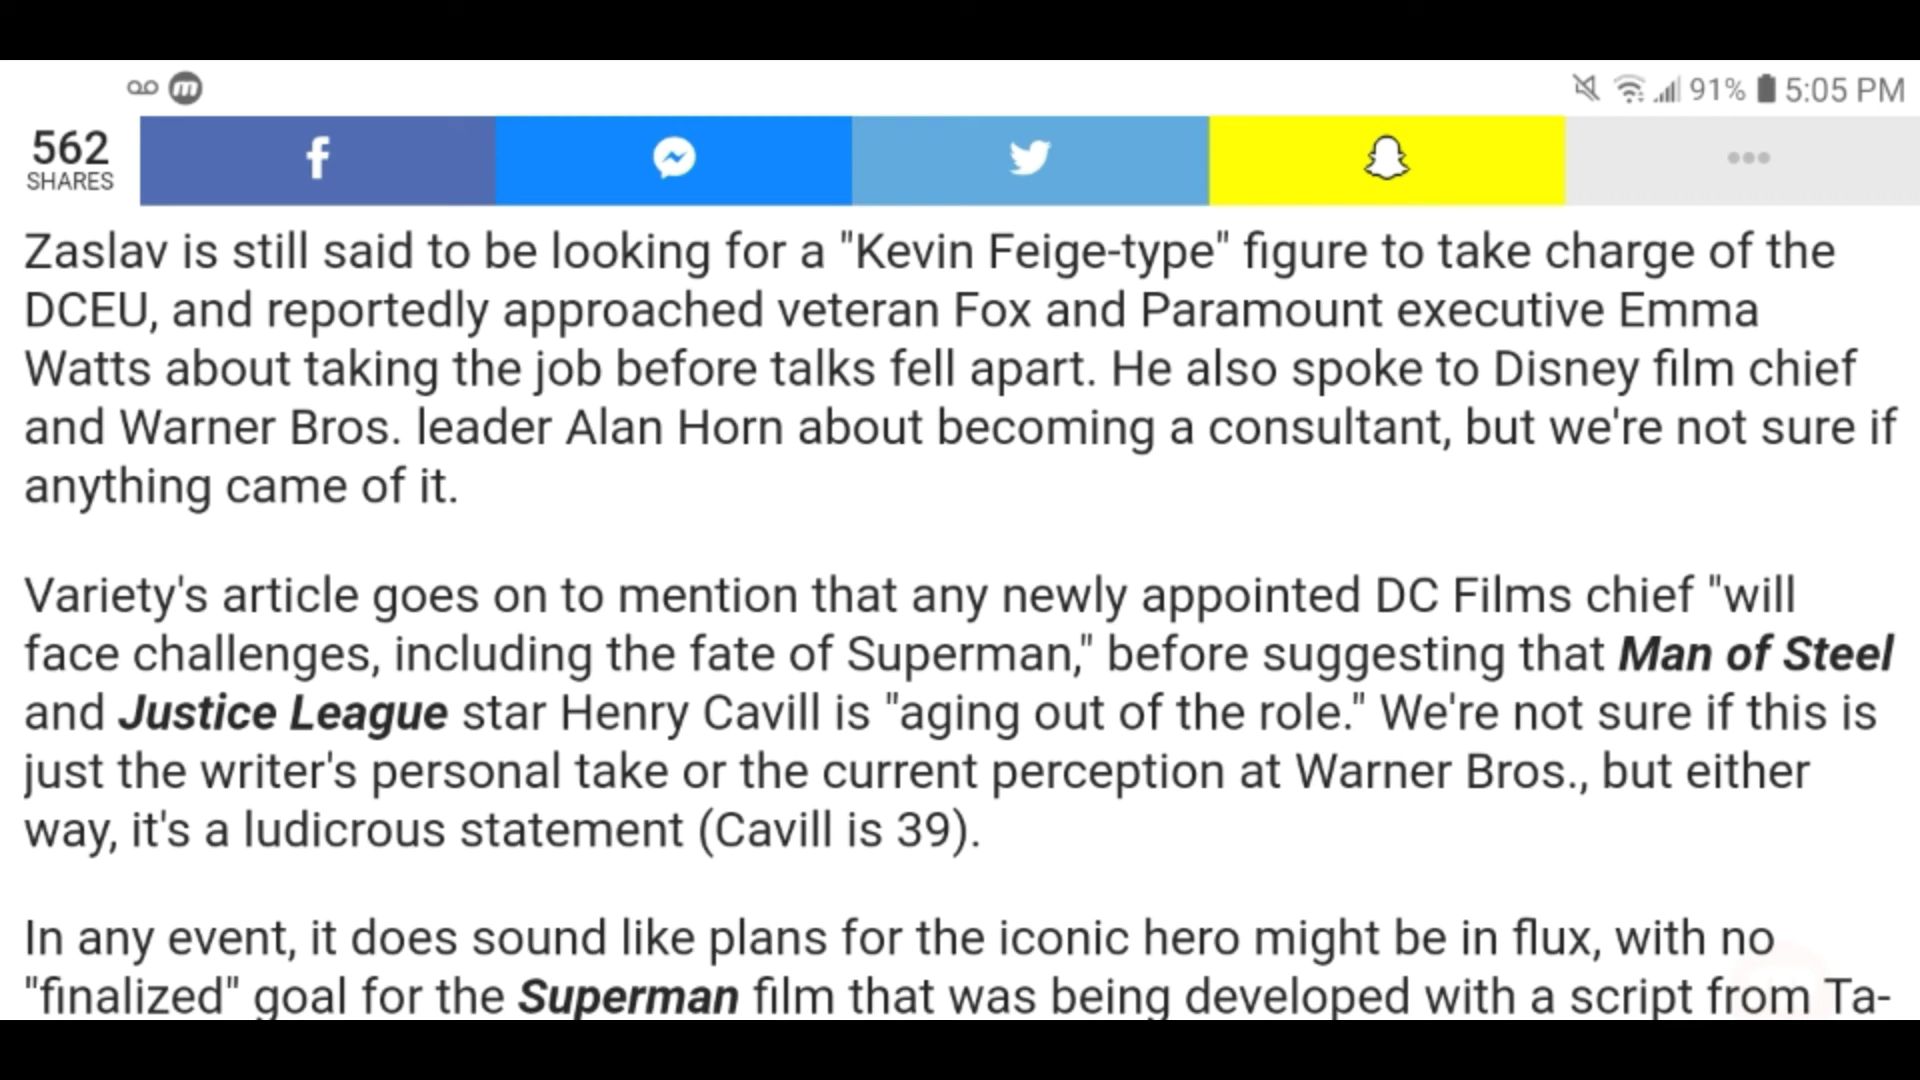 91% 5:05 PM
562
SHARES
Zaslav is still said to be looking for a "Kevin Feige-type" figure to take charge of the
DCEU, and reportedly approached veteran Fox and Paramount executive Emma
Watts about taking the job before talks fell apart. He also spoke to Disney film chief
and Warner Bros. leader Alan Horn about becoming a consultant, but we're not sure if
anything came of it.
Variety's article goes on to mention that any newly appointed DC Films chief "will
face challenges, including the fate of Superman," before suggesting that Man of Steel
and Justice League star Henry Cavill is "aging out of the role." We're not sure if this is
just the writer's personal take or the current perception at Warner Bros., but either
way, it's a ludicrous statement (Cavill is 39).
In any event, it does sound like plans for the iconic hero might be in flux, with no
"finalized" goal for the Superman film that was being developed with a script from Ta-